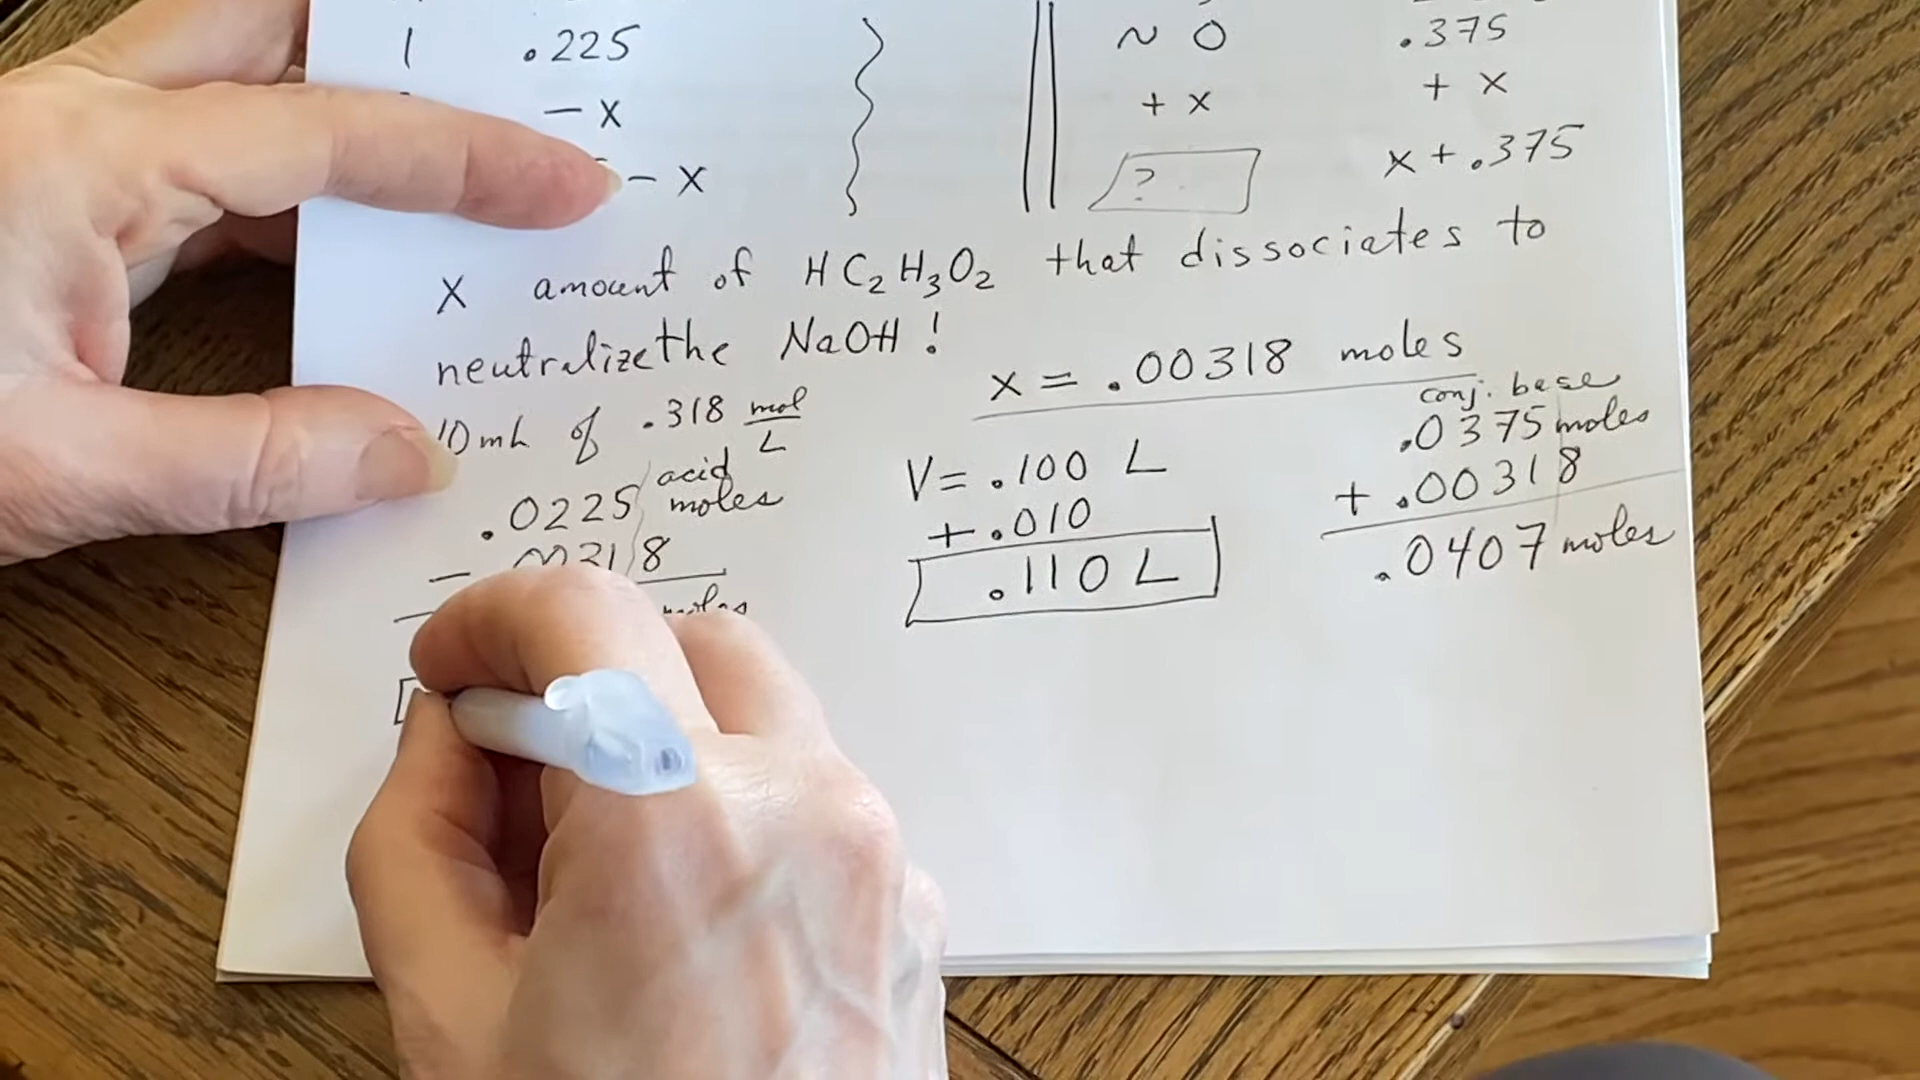 I .225 ~ 0 .375
- x + x + x
- x ? x + .375
X amount of HC2H3O2 that dissociates to
neutralize the NaOH!
x = .00318 moles
10 mL of .318 mol/L
.0225 acid moles
- .00318
moles
V = .100 L
+ .010
.110 L
conj. base
.0375 moles
+ .00318
.0407 moles